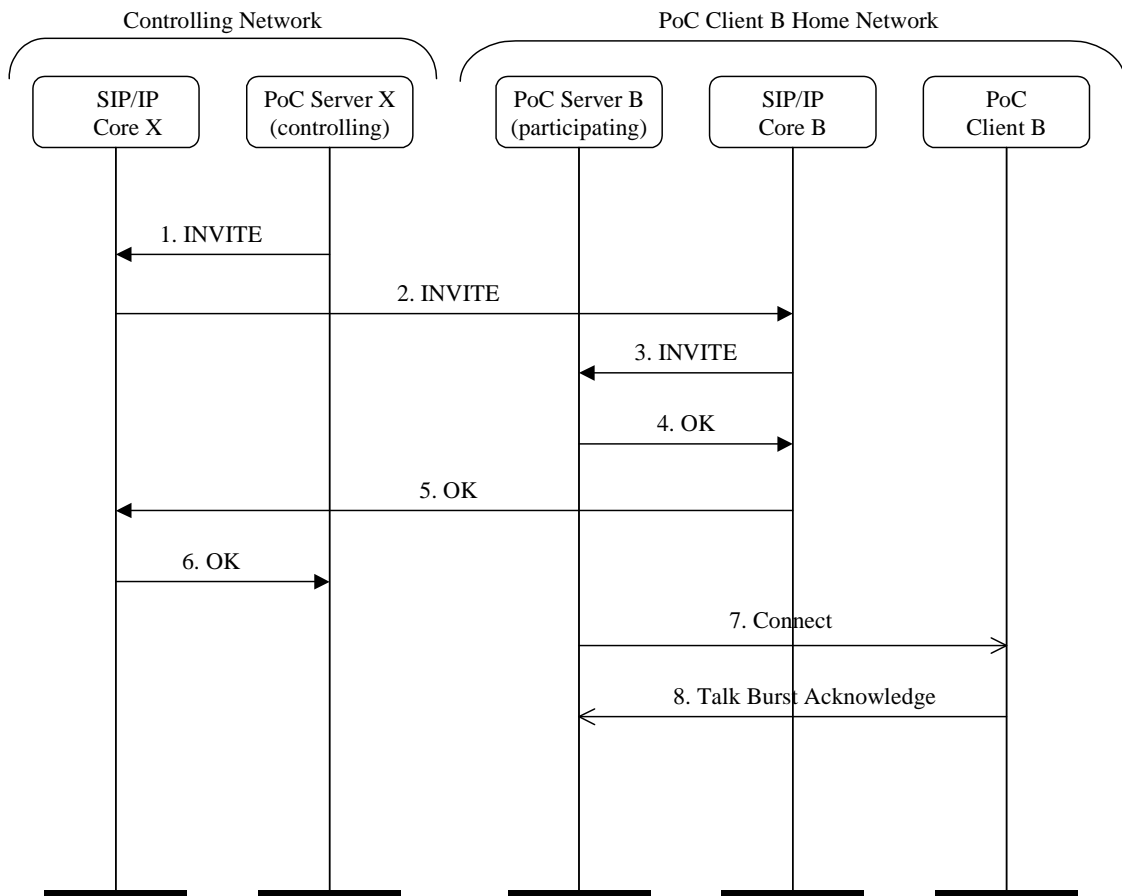 Controlling Network
PoC Client B Home Network
SIP/IP
Core X
PoC Server X
(controlling)
PoC Server B
(participating)
SIP/IP
Core B
PoC
Client B
1. INVITE
2. INVITE
3. INVITE
4. OK
5. OK
6. OK
7. Connect
8. Talk Burst Acknowledge